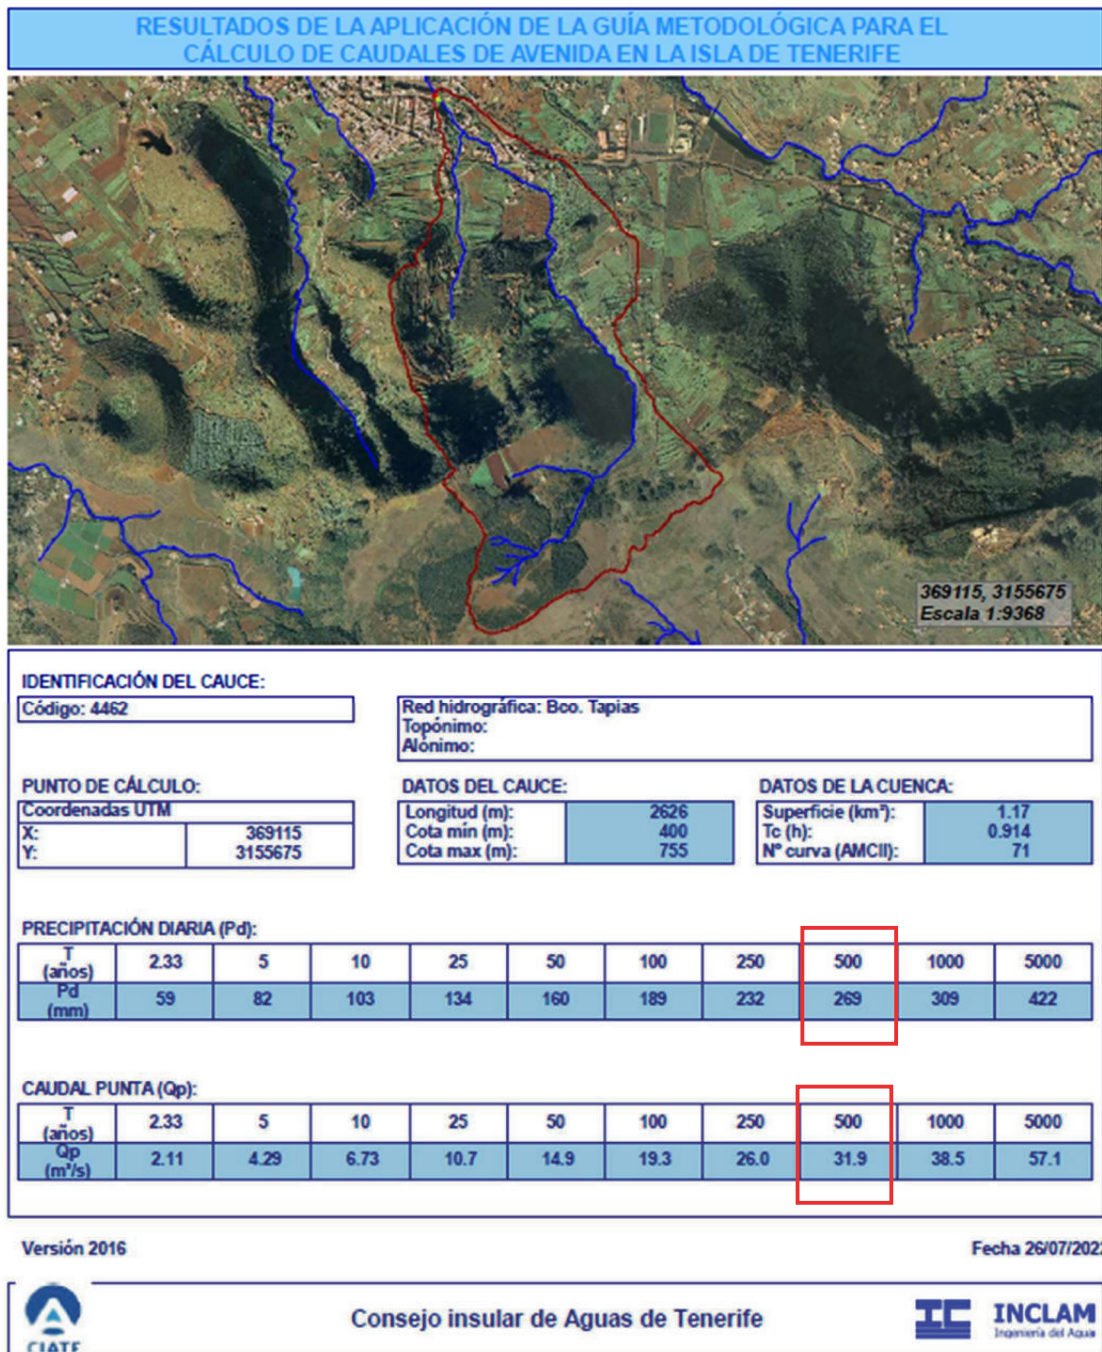 RESULTADOS DE LA APLICACIÓN DE LA GUÍA METODOLÓGICA PARA EL
CÁLCULO DE CAUDALES DE AVENIDA EN LA ISLA DE TENERIFE
369115, 3155675
Escala 1:9368
IDENTIFICACIÓN DEL CAUCE:
Código: 4462
Red hidrográfica: Bco. Tapias
Topónimo:
Alónimo:
PUNTO DE CÁLCULO:
Coordenadas UTM
X: 369115
Y: 3155675
DATOS DEL CAUCE:
Longitud (m): 2626
Cota mín (m): 400
Cota max (m): 755
DATOS DE LA CUENCA:
Superficie (km²): 1.17
Tc (h): 0.914
Nº curva (AMCII): 71
PRECIPITACIÓN DIARIA (Pd):
T (años) 2.33 5 10 25 50 100 250 500 1000 5000
Pd (mm) 59 82 103 134 160 189 232 269 309 422
CAUDAL PUNTA (Qp):
T (años) 2.33 5 10 25 50 100 250 500 1000 5000
Qp (m³/s) 2.11 4.29 6.73 10.7 14.9 19.3 26.0 31.9 38.5 57.1
Versión 2016
Fecha 26/07/2022
CIATF
Consejo insular de Aguas de Tenerife
INCLAM
Ingeniería del Agua